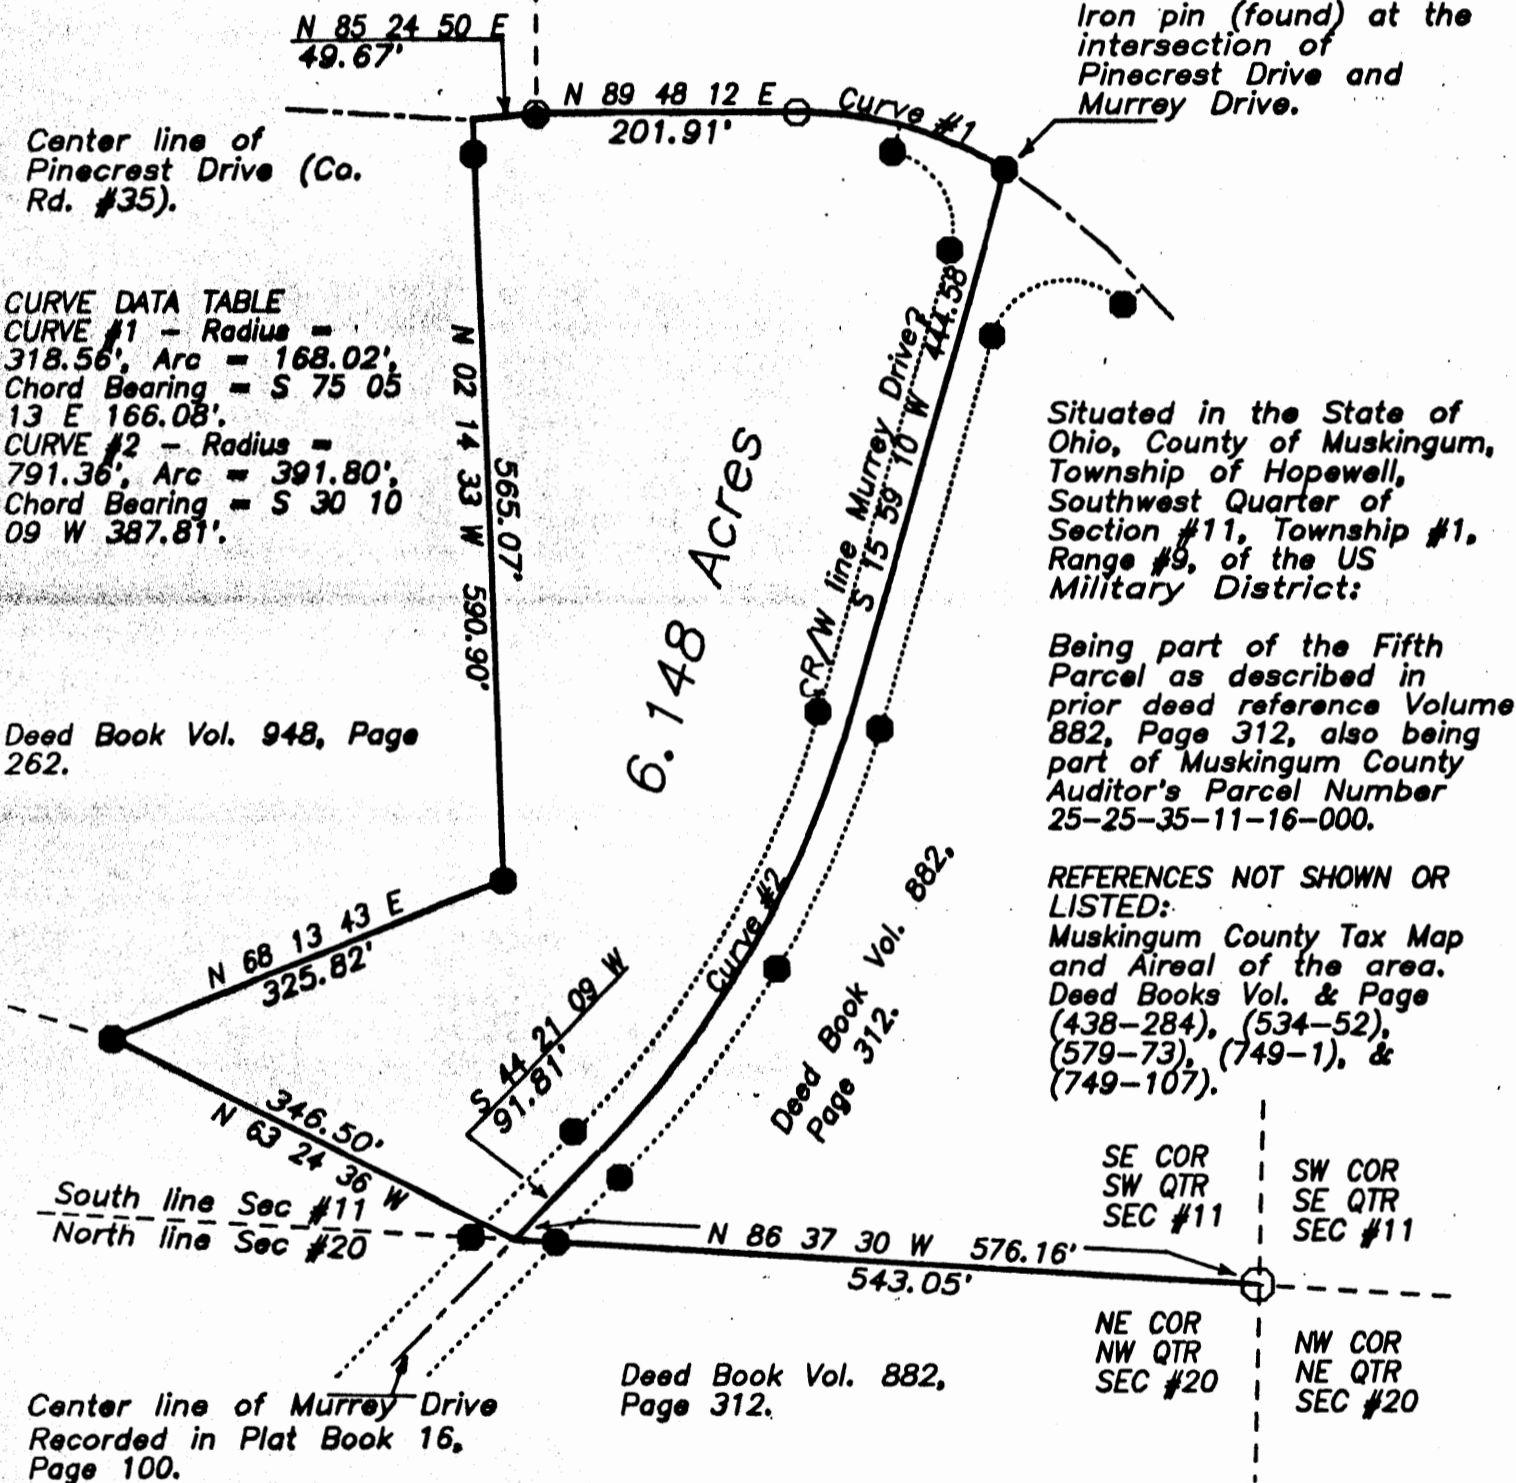 N 85 24 50 E
49.67'
Iron pin (found) at the
intersection of
Pinecrest Drive and
Murrey Drive.
N 89 48 12 E
201.91'
Curve #1
Center line of
Pinecrest Drive (Co.
Rd. #35).
CURVE DATA TABLE
CURVE #1 - Radius =
318.56', Arc = 168.02',
Chord Bearing = S 75 05
13 E 166.08'.
CURVE #2 - Radius =
791.36', Arc = 391.80',
Chord Bearing = S 30 10
09 W 387.81'.
N 02 14 33 W 590.90'
565.07'
6.148 Acres
R/W line Murrey Drive
S 15 59 10 W 444.58
Situated in the State of
Ohio, County of Muskingum,
Township of Hopewell,
Southwest Quarter of
Section #11, Township #1,
Range #9, of the US
Military District:
Being part of the Fifth
Parcel as described in
prior deed reference Volume
882, Page 312, also being
part of Muskingum County
Auditor's Parcel Number
25-25-35-11-16-000.
Deed Book Vol. 948, Page
262.
REFERENCES NOT SHOWN OR
LISTED:
Muskingum County Tax Map
and Aireal of the area.
Deed Books Vol. & Page
(438-284), (534-52),
(579-73), (749-1), &
(749-107).
N 68 13 43 E
325.82'
Curve #2
Deed Book Vol. 882,
Page 312.
S 44 21 09 W
91.81'
346.50'
N 63 24 36 W
South line Sec #11
North line Sec #20
SE COR
SW QTR
SEC #11
SW COR
SE QTR
SEC #11
N 86 37 30 W 576.16'
543.05'
NE COR
NW QTR
SEC #20
NW COR
NE QTR
SEC #20
Deed Book Vol. 882,
Page 312.
Center line of Murrey Drive
Recorded in Plat Book 16,
Page 100.